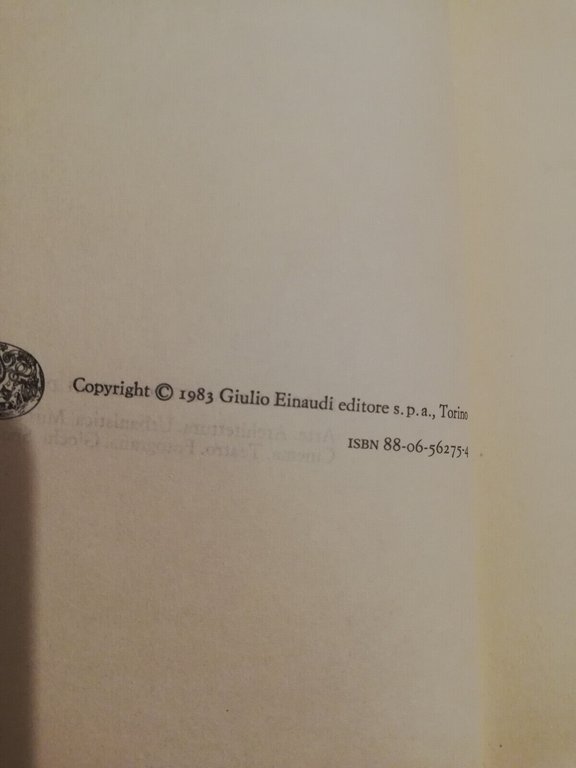 Copyright © 1983 Giulio Einaudi editore s.p.a., Torino
ISBN 88-06-56275-4